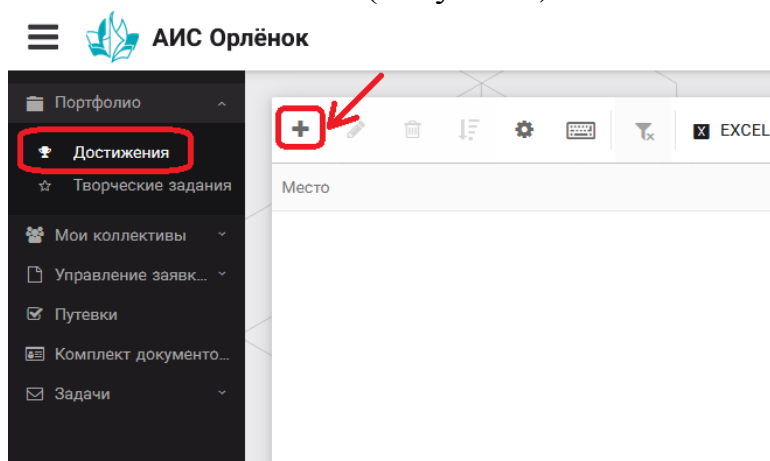 АИС Орлёнок
Портфолио
Достижения
EXCEL
Творческие задания
Место
Мои коллективы
Управление заявк...
Путевки
Комплект документо...
Задачи